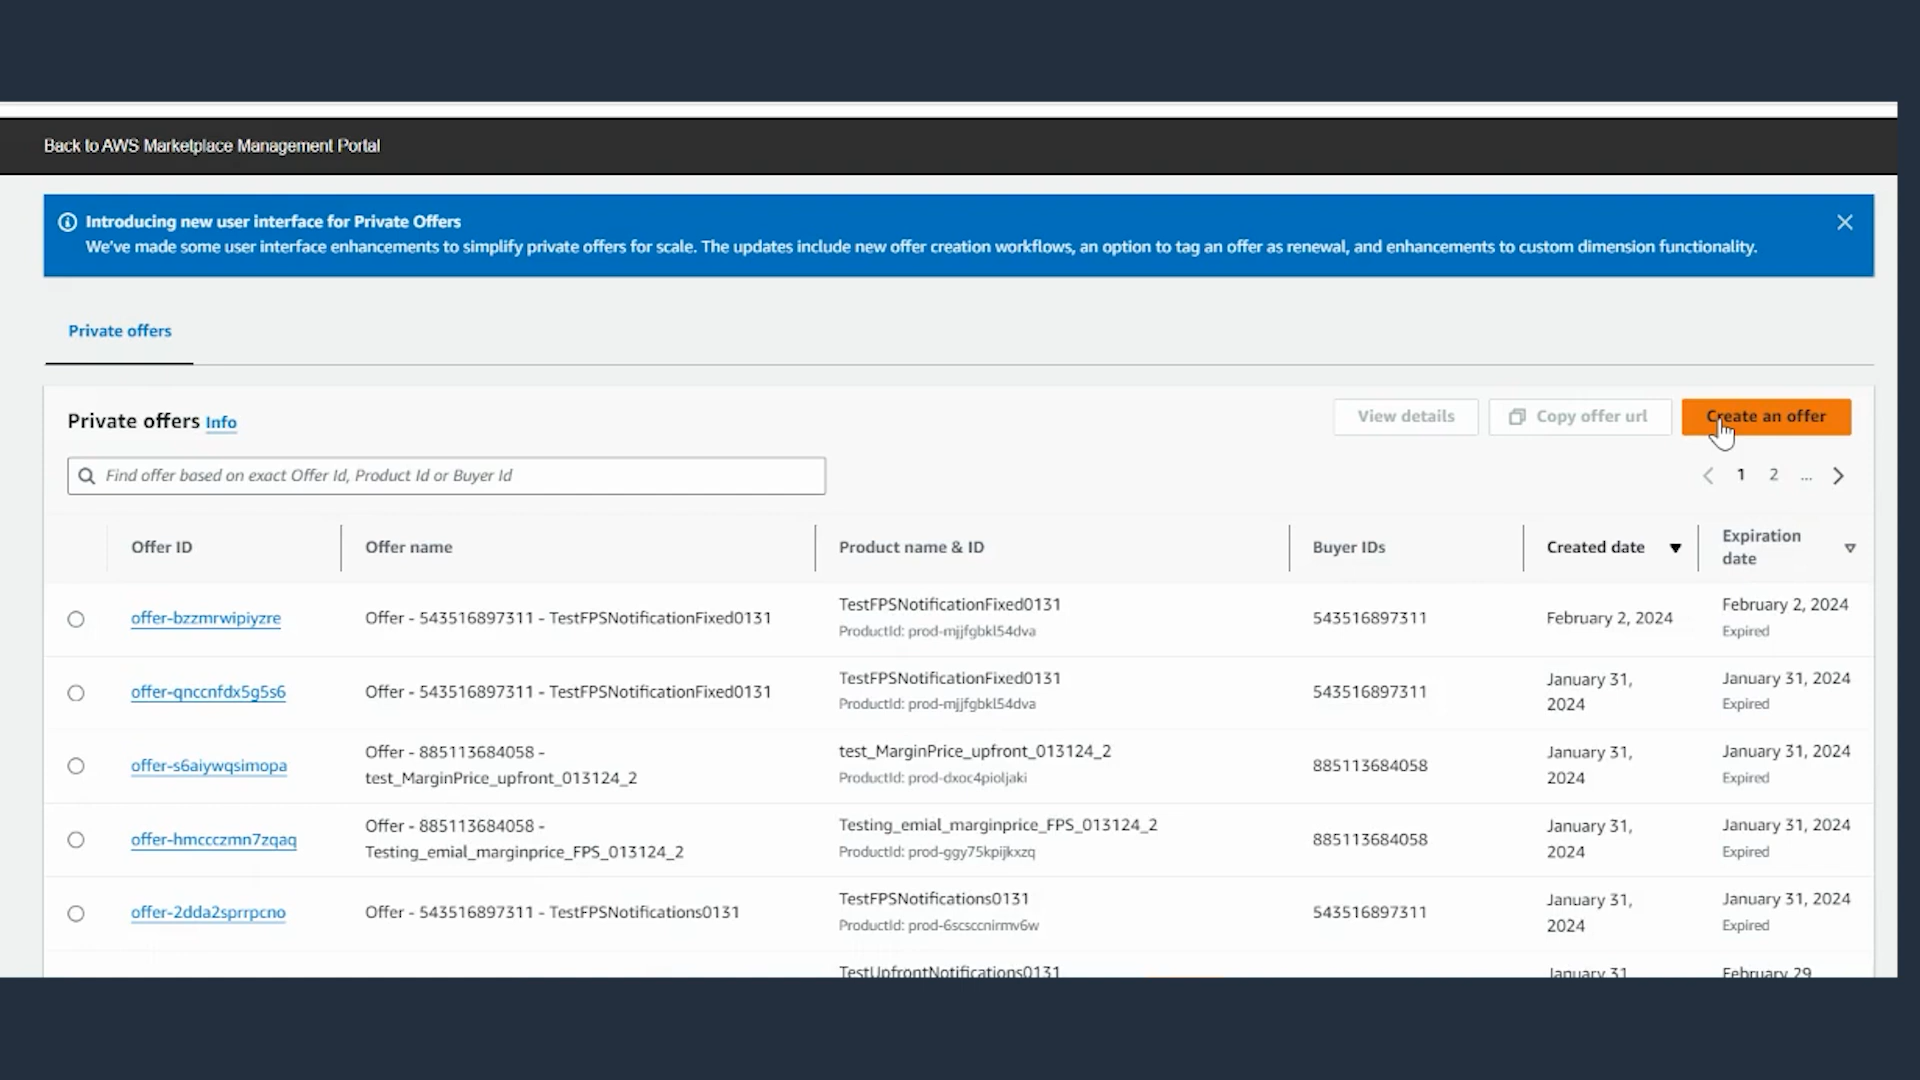 Back to AWS Marketplace Management Portal
Introducing new user interface for Private Offers
We've made some user interface enhancements to simplify private offers for scale. The updates include new offer creation workflows, an option to tag an offer as renewal, and enhancements to custom dimension functionality.
Private offers
Private offers Info
View details
Copy offer url
Create an offer
Find offer based on exact Offer Id, Product Id or Buyer Id
1 2 ...
Offer ID
Offer name
Product name & ID
Buyer IDs
Created date
Expiration
date
offer-bzzmrwipiyzre
Offer - 543516897311 - TestFPSNotificationFixed0131
TestFPSNotificationFixed0131
ProductId: prod-mjjfgbkl54dva
543516897311
February 2, 2024
February 2, 2024
Expired
offer-qnccnfdx5g5s6
Offer - 543516897311 - TestFPSNotificationFixed0131
TestFPSNotificationFixed0131
ProductId: prod-mjjfgbkl54dva
543516897311
January 31,
2024
January 31, 2024
Expired
offer-s6aiywqsimopa
Offer - 885113684058 -
test_MarginPrice_upfront_013124_2
test_MarginPrice_upfront_013124_2
ProductId: prod-dxoc4pioljaki
885113684058
January 31,
2024
January 31, 2024
Expired
offer-hmccczmn7zqaq
Offer - 885113684058 -
Testing_emial_marginprice_FPS_013124_2
Testing_emial_marginprice_FPS_013124_2
ProductId: prod-ggy75kpijkxzq
885113684058
January 31,
2024
January 31, 2024
Expired
offer-2dda2sprrpcno
Offer - 543516897311 - TestFPSNotifications0131
TestFPSNotifications0131
ProductId: prod-6scsccnirmv6w
543516897311
January 31,
2024
January 31, 2024
Expired
TestUpfrontNotifications0131
January 31
February 29